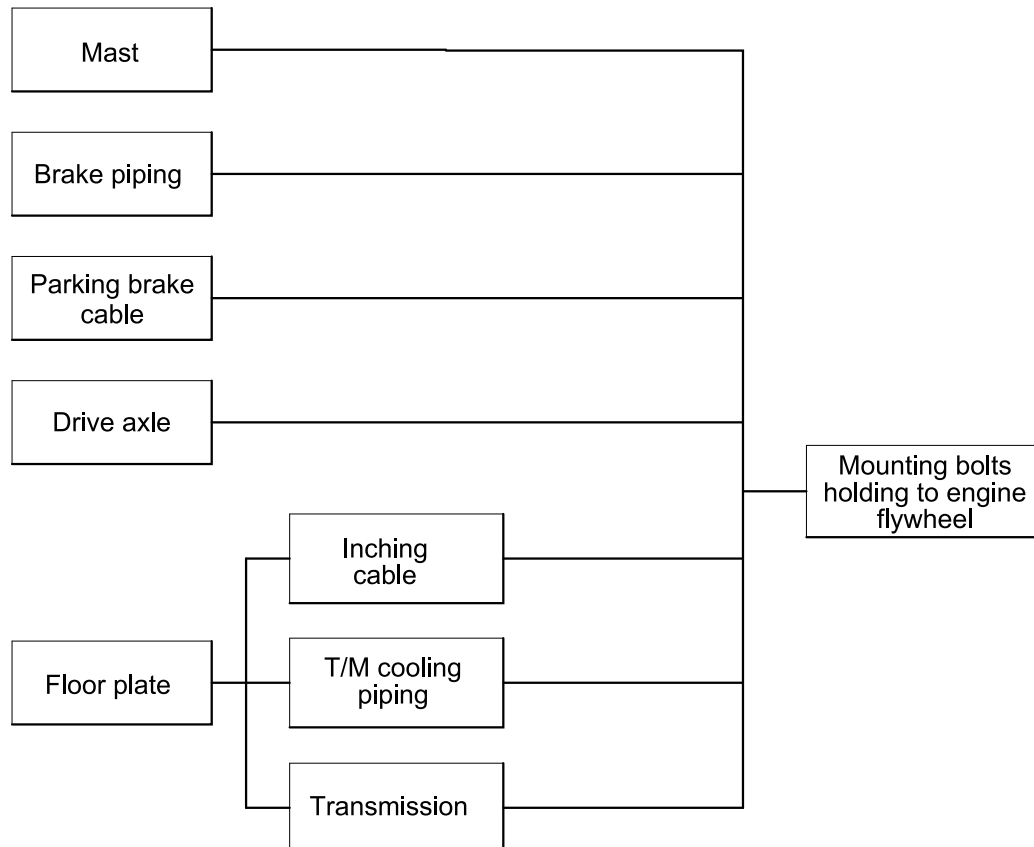 Mast
Brake piping
Parking brake
cable
Drive axle
Mounting bolts
holding to engine
flywheel
Inching
cable
Floor plate
T/M cooling
piping
Transmission